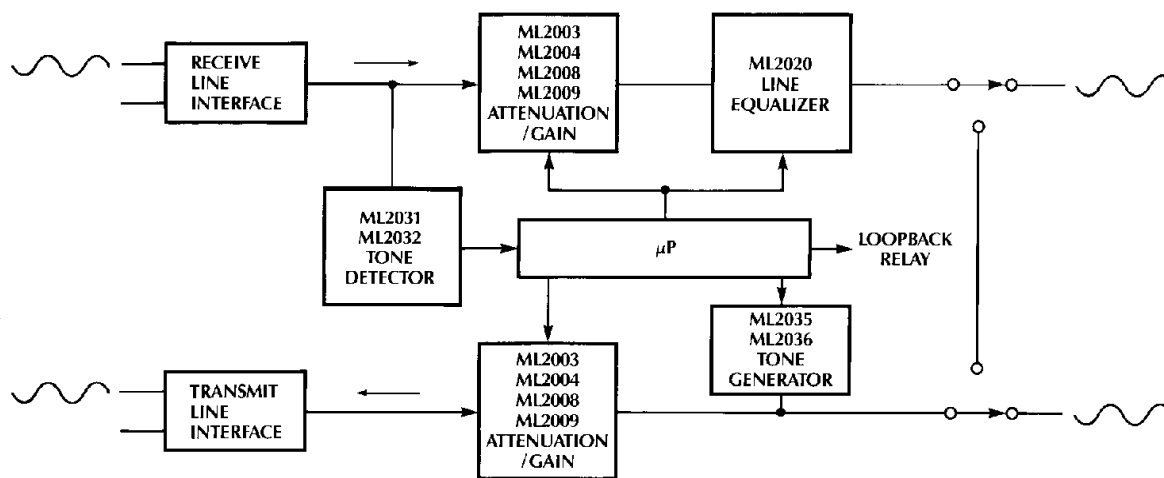 RECEIVE
LINE
INTERFACE
ML2003
ML2004
ML2008
ML2009
ATTENUATION
/GAIN
ML2020
LINE
EQUALIZER
ML2031
ML2032
TONE
DETECTOR
μP
LOOPBACK
RELAY
TRANSMIT
LINE
INTERFACE
ML2003
ML2004
ML2008
ML2009
ATTENUATION
/GAIN
ML2035
ML2036
TONE
GENERATOR